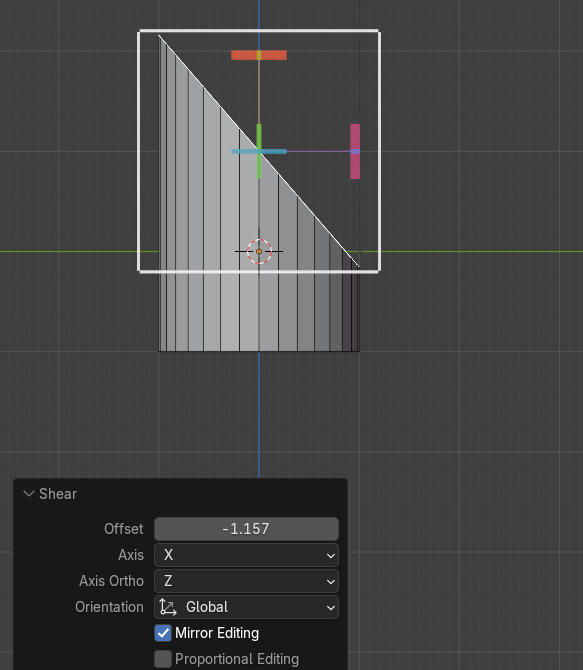 Shear
Offset -1.157
Axis X
Axis Ortho Z
Orientation Global
Mirror Editing
Proportional Editing